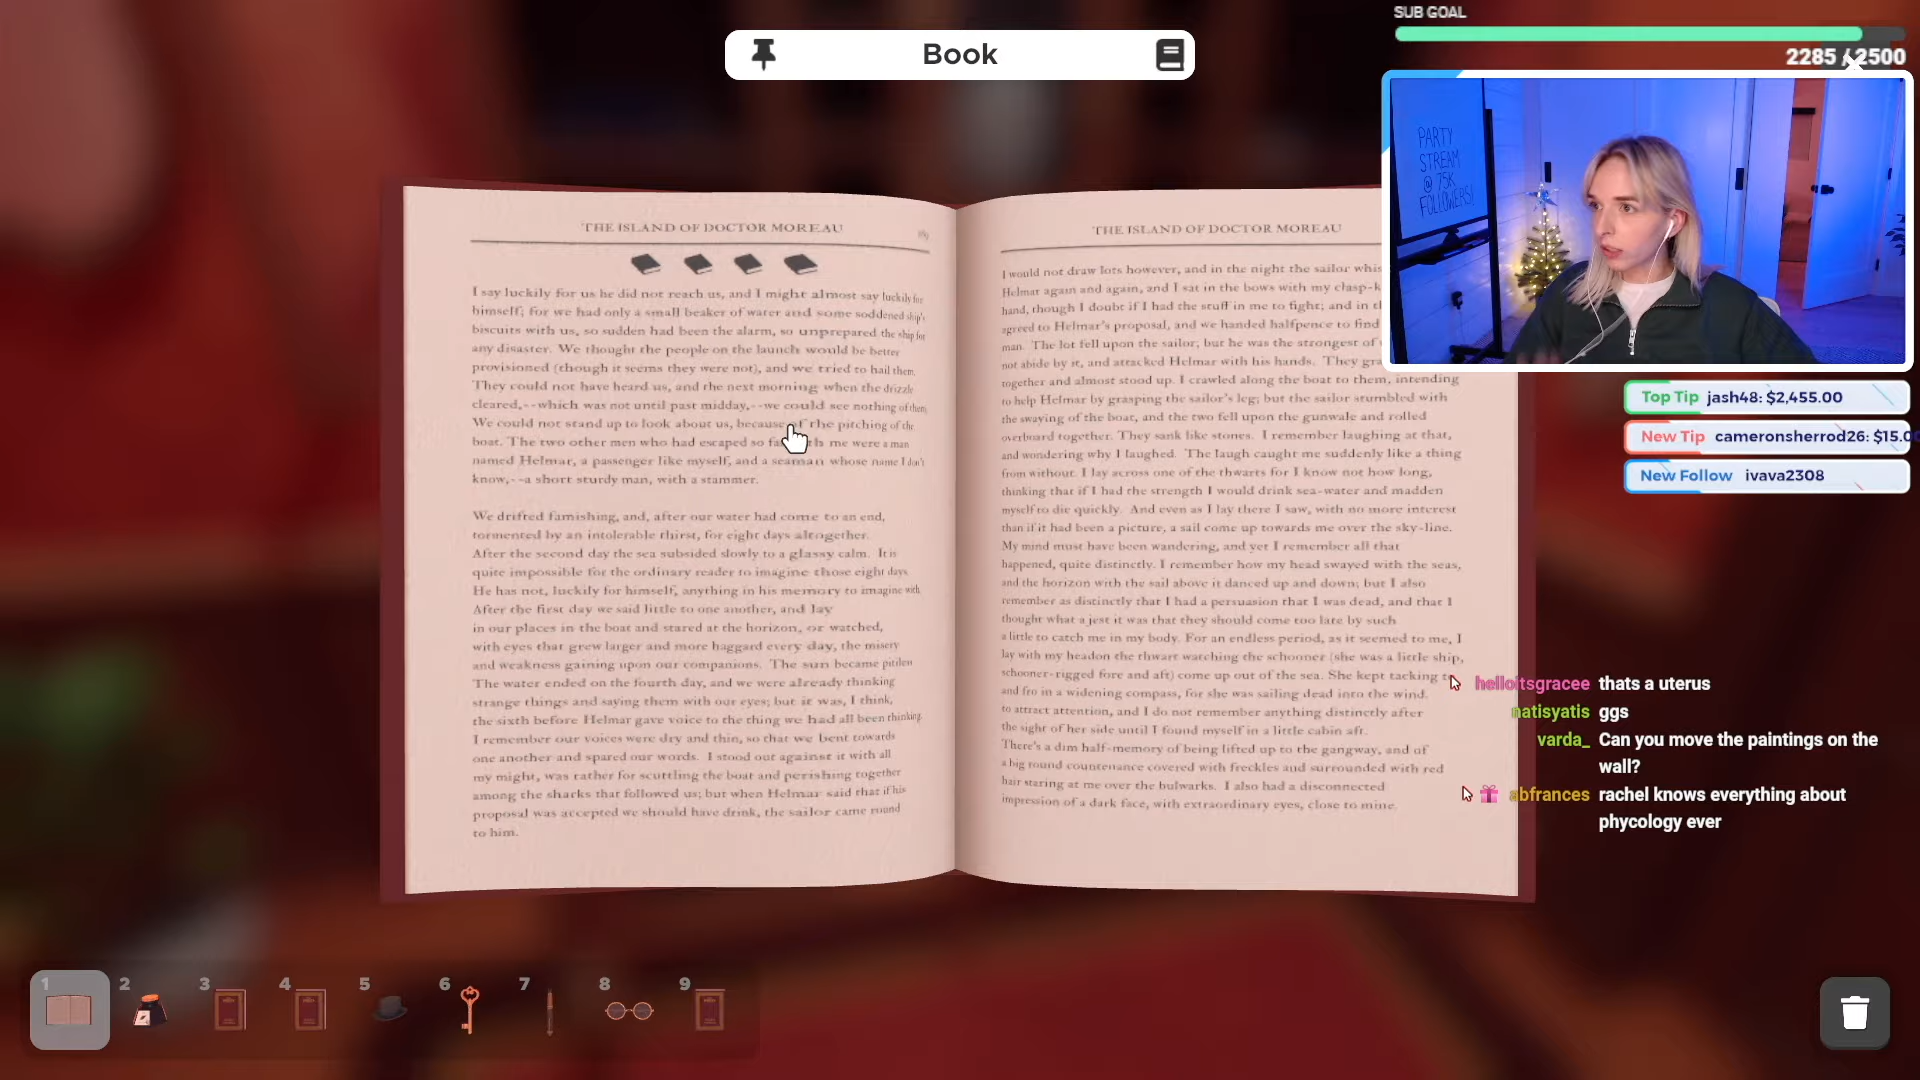 SUB GOAL
Book
2285 / 2500
PARTY
STREAM
@ 75K
FOLLOWERS!
THE ISLAND OF DOCTOR MOREAU
I say luckily for us he did not reach us, and I might almost say luckily for
himself; for we had only a small beaker of water and some soddened ship's
biscuits with us, so sudden had been the alarm, so unprepared the ship for
any disaster. We thought the people on the launch would be better
provisioned (though it seems they were not), and we tried to hail them.
They could not have heard us, and the next morning when the drizzle
cleared,--which was not until past midday,--we could see nothing of them.
We could not stand up to look about us, because of the pitching of the
boat. The two other men who had escaped so far with me were a man
named Helmar, a passenger like myself, and a seaman whose name I don't
know,--a short sturdy man, with a stammer.
We drifted famishing, and, after our water had come to an end,
tormented by an intolerable thirst, for eight days altogether.
After the second day the sea subsided slowly to a glassy calm. It is
quite impossible for the ordinary reader to imagine those eight days.
He has not, luckily for himself, anything in his memory to imagine with.
After the first day we said little to one another, and lay
in our places in the boat and stared at the horizon, or watched,
with eyes that grew larger and more haggard every day, the misery
and weakness gaining upon our companions. The sun became pitiless
The water ended on the fourth day, and we were already thinking
strange things and saying them with our eyes; but it was, I think,
the sixth before Helmar gave voice to the thing we had all been thinking.
I remember our voices were dry and thin, so that we bent towards
one another and spared our words. I stood out against it with all
my might, was rather for scuttling the boat and perishing together
among the sharks that followed us; but when Helmar said that if his
proposal was accepted we should have drink, the sailor came round
to him.
THE ISLAND OF DOCTOR MOREAU
I would not draw lots however, and in the night the sailor whis
Helmar again and again, and I sat in the bows with my clasp-k
hand, though I doubt if I had the stuff in me to fight; and in t
agreed to Helmar's proposal, and we handed halfpence to find
man. The lot fell upon the sailor; but he was the strongest of
not abide by it, and attacked Helmar with his hands. They gra
together and almost stood up. I crawled along the boat to them, intending
to help Helmar by grasping the sailor's leg; but the sailor stumbled with
the swaying of the boat, and the two fell upon the gunwale and rolled
overboard together. They sank like stones. I remember laughing at that,
and wondering why I laughed. The laugh caught me suddenly like a thing
from without. I lay across one of the thwarts for I know not how long,
thinking that if I had the strength I would drink sea-water and madden
myself to die quickly. And even as I lay there I saw, with no more interest
than if it had been a picture, a sail come up towards me over the sky-line.
My mind must have been wandering, and yet I remember all that
happened, quite distinctly. I remember how my head swayed with the seas,
and the horizon with the sail above it danced up and down; but I also
remember as distinctly that I had a persuasion that I was dead, and that I
thought what a jest it was that they should come too late by such
a little to catch me in my body. For an endless period, as it seemed to me, I
lay with my head on the thwart watching the schooner (she was a little ship,
schooner-rigged fore and aft) come up out of the sea. She kept tacking to
and fro in a widening compass, for she was sailing dead into the wind.
to attract attention, and I do not remember anything distinctly after
the sight of her side until I found myself in a little cabin aft.
There's a dim half-memory of being lifted up to the gangway, and of
a big round countenance covered with freckles and surrounded with red
hair staring at me over the bulwarks. I also had a disconnected
impression of a dark face, with extraordinary eyes, close to mine.
Top Tip jash48: $2,455.00
New Tip cameronsherrod26: $15.00
New Follow ivava2308
helloitsgracee thats a uterus
natisyatis ggs
varda_ Can you move the paintings on the
wall?
abfrances rachel knows everything about
phycology ever
1 2 3 4 5 6 7 8 9